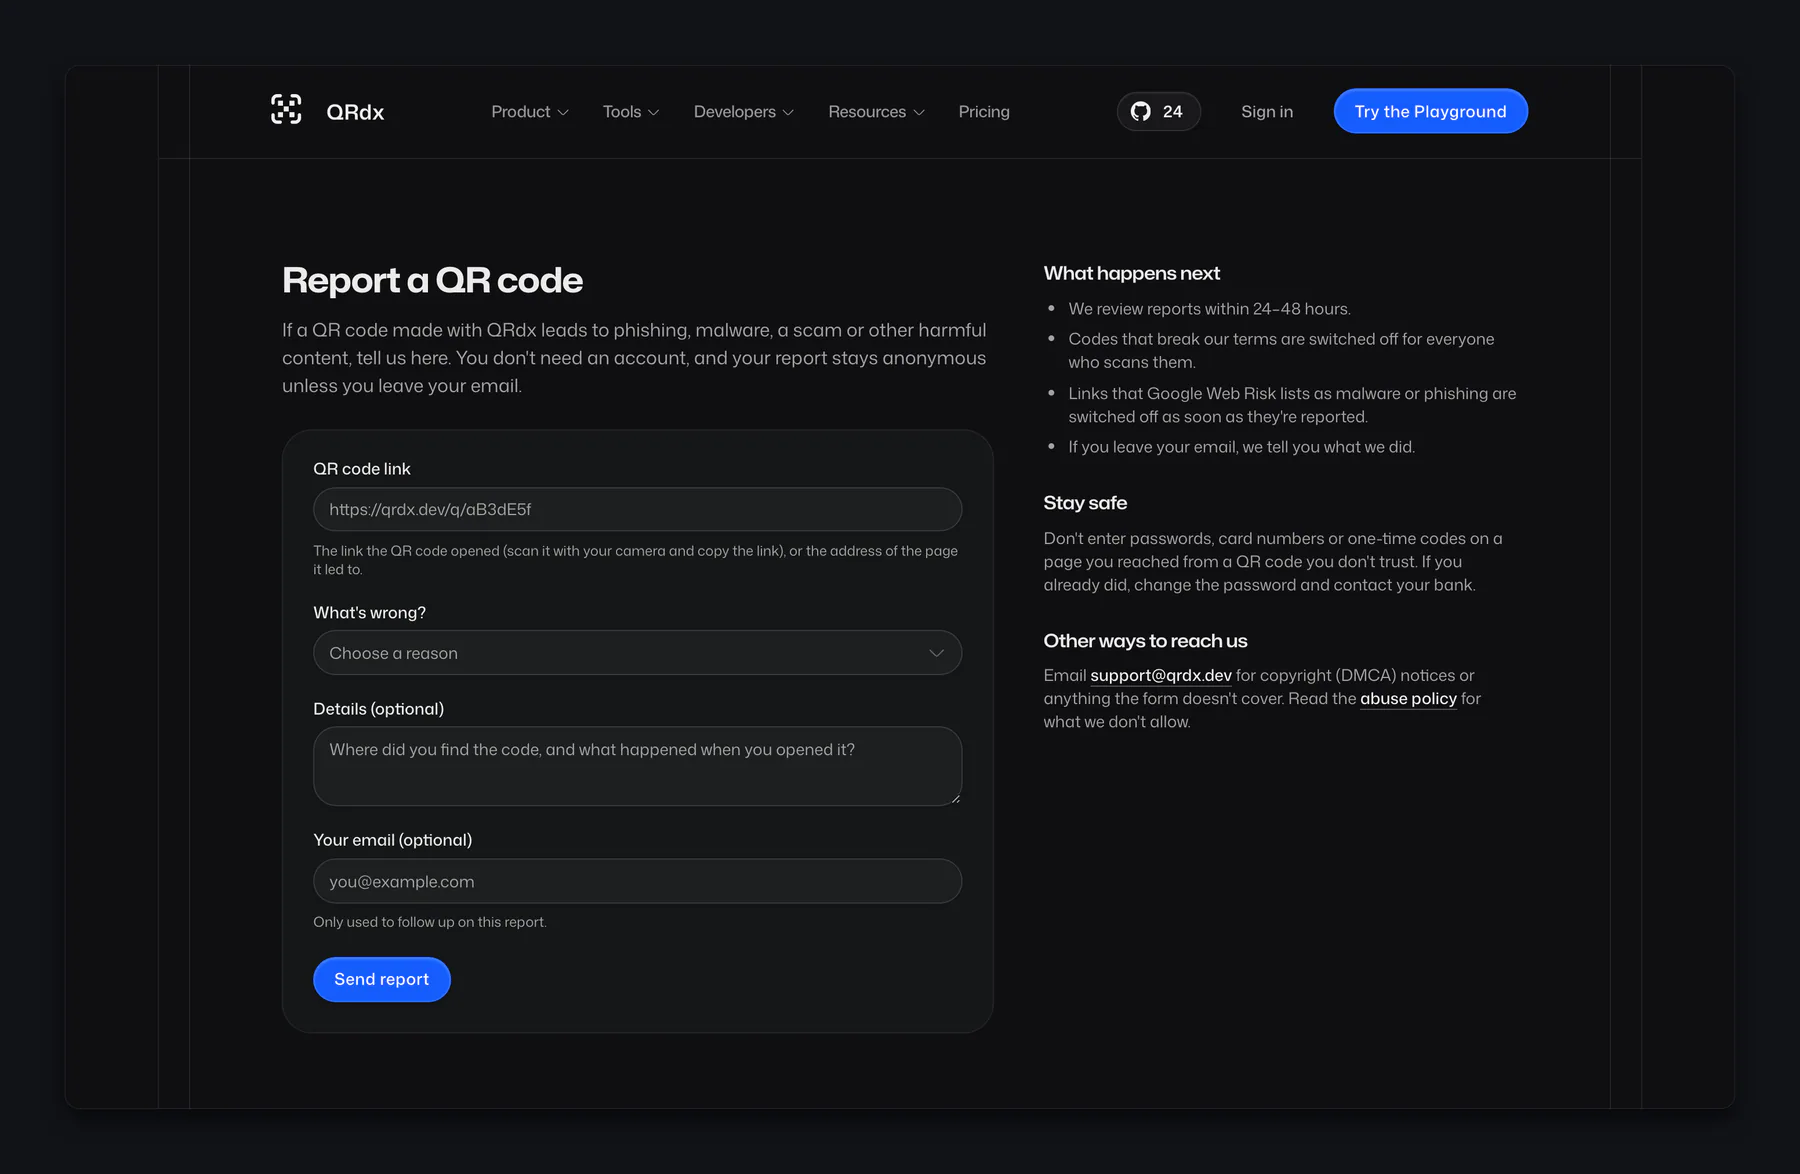 QRdx
Product
Tools
Developers
Resources
Pricing
24
Sign in
Try the Playground
Report a QR code
If a QR code made with QRdx leads to phishing, malware, a scam or other harmful
content, tell us here. You don't need an account, and your report stays anonymous
unless you leave your email.
QR code link
https://qrdx.dev/q/aB3dE5f
The link the QR code opened (scan it with your camera and copy the link), or the address of the page
it led to.
What's wrong?
Choose a reason
Details (optional)
Where did you find the code, and what happened when you opened it?
Your email (optional)
you@example.com
Only used to follow up on this report.
Send report
What happens next
• We review reports within 24–48 hours.
• Codes that break our terms are switched off for everyone
who scans them.
• Links that Google Web Risk lists as malware or phishing are
switched off as soon as they're reported.
• If you leave your email, we tell you what we did.
Stay safe
Don't enter passwords, card numbers or one-time codes on a
page you reached from a QR code you don't trust. If you
already did, change the password and contact your bank.
Other ways to reach us
Email support@qrdx.dev for copyright (DMCA) notices or
anything the form doesn't cover. Read the abuse policy for
what we don't allow.